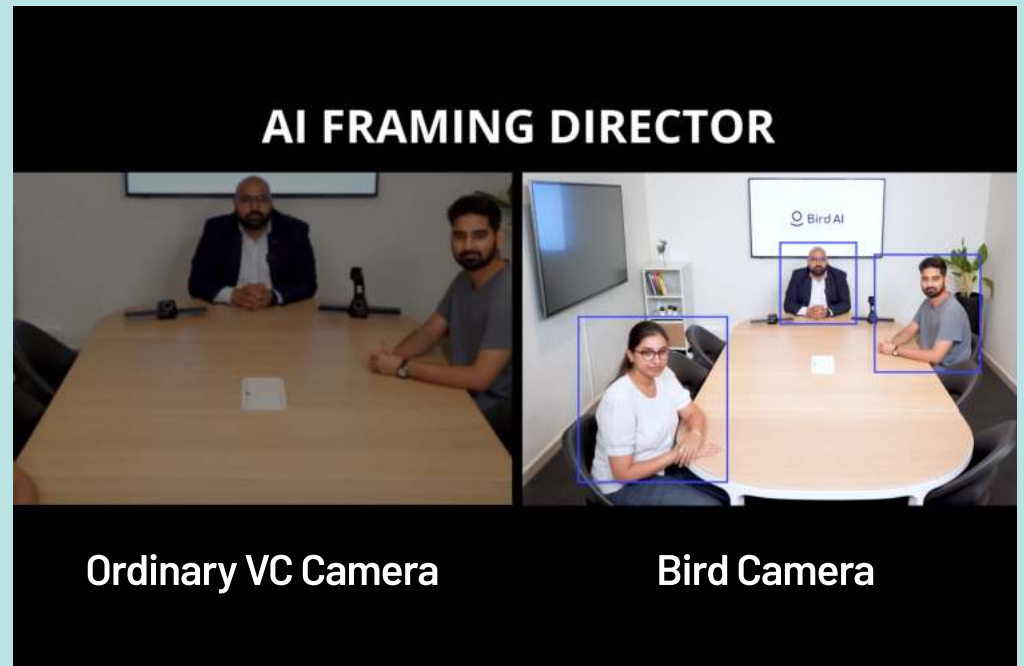 AI FRAMING DIRECTOR
Bird AI
Ordinary VC Camera
Bird Camera